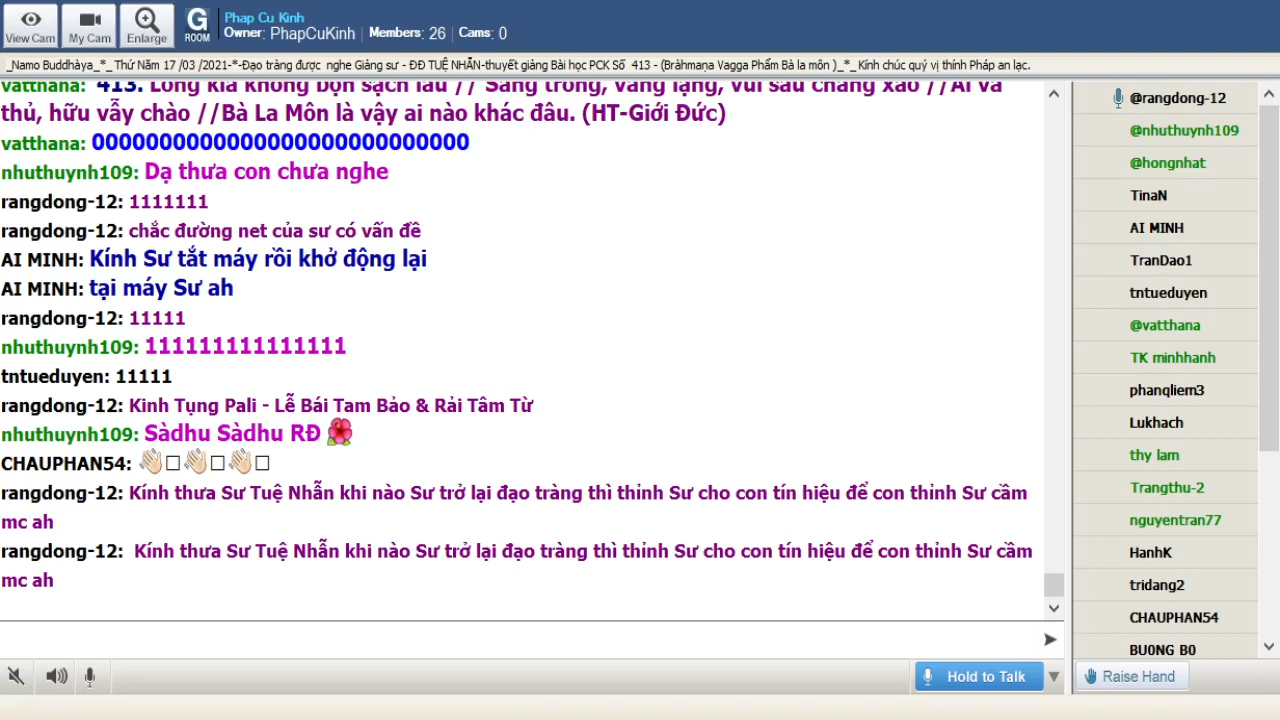 View Cam
My Cam
Enlarge
G
ROOM
Phap Cu Kinh
Owner: PhapCuKinh | Members: 26 | Cams: 0
_Namo Buddhàya_*_ Thứ Năm 17 /03 /2021-*-Đạo tràng được nghe Giảng sư - ĐĐ TUỆ NHẪN-thuyết giảng Bài học PCK Số 413 - (Bràhmaṇa Vagga Phẩm Bà la môn )_*_ Kính chúc quý vị thính Pháp an lạc.
vatthana: 413. Lòng kia không bợn sạch làu // Sáng trong, vắng lặng, vui sầu chẳng xao //Ai và
thủ, hữu vẫy chào //Bà La Môn là vậy ai nào khác đâu. (HT-Giới Đức)
vatthana: 0000000000000000000000000000
nhuthuynh109: Dạ thưa con chưa nghe
rangdong-12: 1111111
rangdong-12: chắc đường net của sư có vấn đề
AI MINH: Kính Sư tắt máy rồi khở động lại
AI MINH: tại máy Sư ah
rangdong-12: 11111
nhuthuynh109: 111111111111111
tntueduyen: 11111
rangdong-12: Kinh Tụng Pali - Lễ Bái Tam Bảo & Rải Tâm Từ
nhuthuynh109: Sàdhu Sàdhu RĐ
CHAUPHAN54:
rangdong-12: Kính thưa Sư Tuệ Nhẫn khi nào Sư trở lại đạo tràng thì thỉnh Sư cho con tín hiệu để con thỉnh Sư cầm
mc ah
rangdong-12: Kính thưa Sư Tuệ Nhẫn khi nào Sư trở lại đạo tràng thì thỉnh Sư cho con tín hiệu để con thỉnh Sư cầm
mc ah
Hold to Talk
@rangdong-12
@nhuthuynh109
@hongnhat
TinaN
AI MINH
TranDao1
tntueduyen
@vatthana
TK minhhanh
phanqliem3
Lukhach
thy lam
Trangthu-2
nguyentran77
HanhK
tridang2
CHAUPHAN54
BU0NG B0
Raise Hand